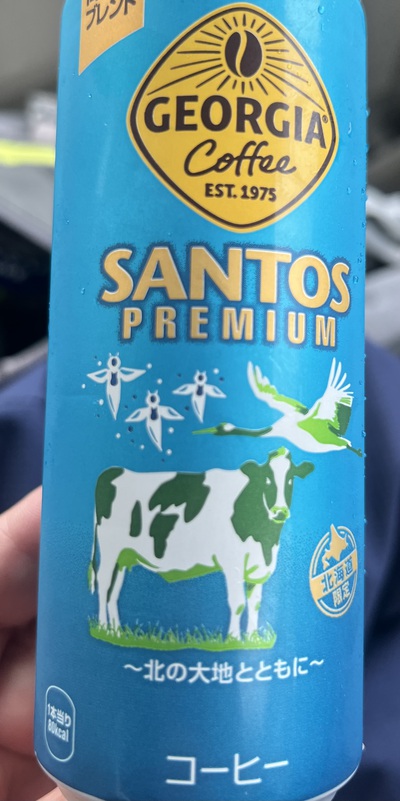 ブレンド
GEORGIA®
Coffee
EST. 1975
SANTOS
PREMIUM
北海道
限定
～北の大地とともに～
1本当り
80kcal
コーヒー